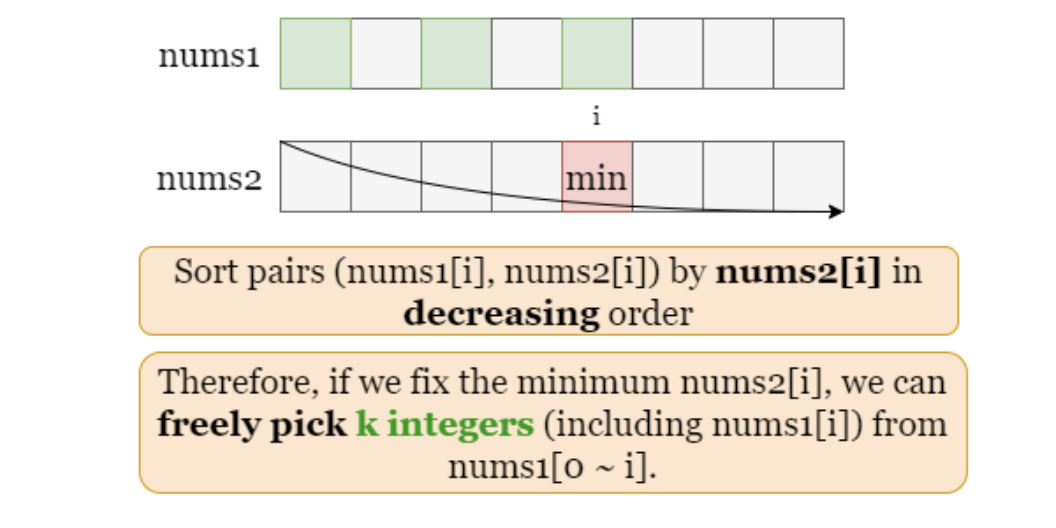 nums1
i
nums2
min
Sort pairs (nums1[i], nums2[i]) by nums2[i] in
decreasing order
Therefore, if we fix the minimum nums2[i], we can
freely pick k integers (including nums1[i]) from
nums1[0 ~ i].